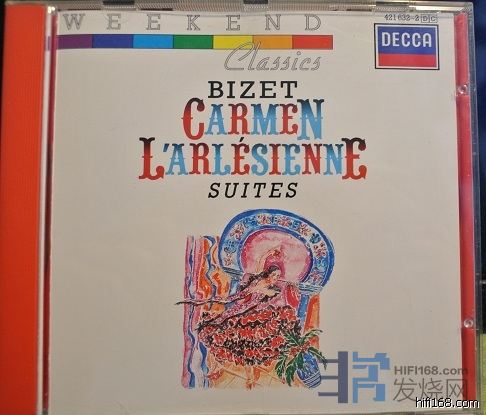 WEEKEND
Classics
421 632-2 DC
DECCA
BIZET
CARMEN
L'ARLÉSIENNE
SUITES
HIFI168.com
发烧网
hifi168.com